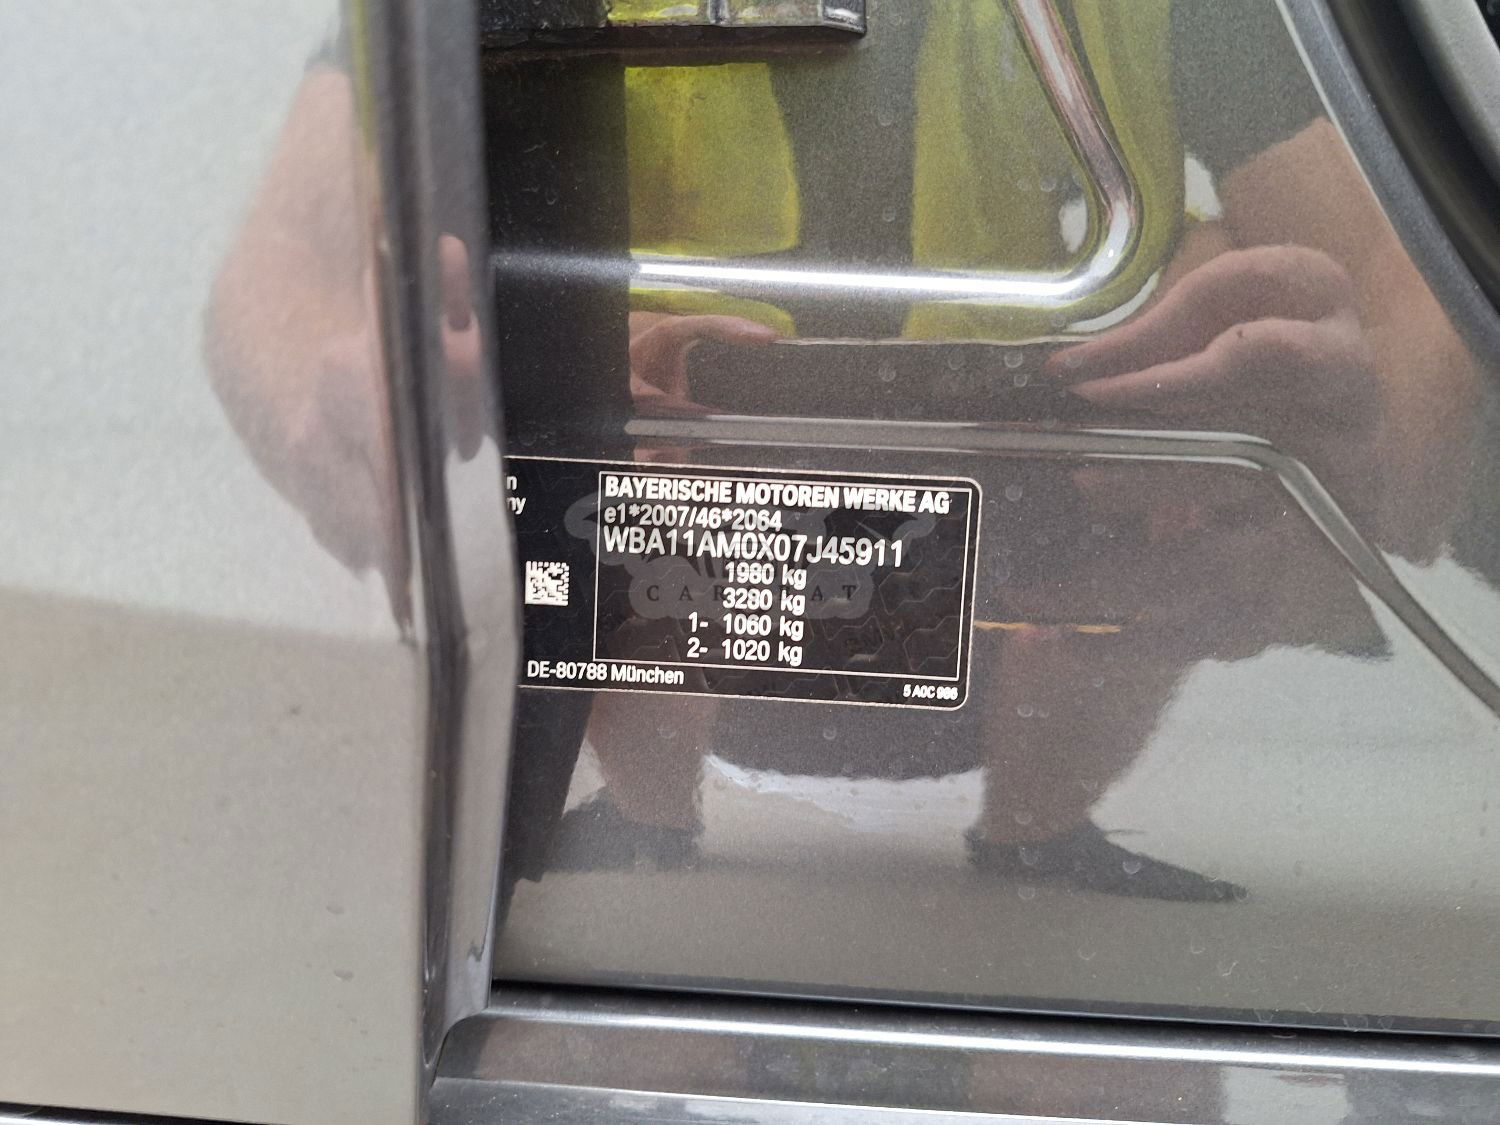 n
ny
BAYERISCHE MOTOREN WERKE AG
e1*2007/46*2064
WBA11AM0X07J45911
1980 kg
3280 kg
1- 1060 kg
2- 1020 kg
DE-80788 München
5 A0C 986